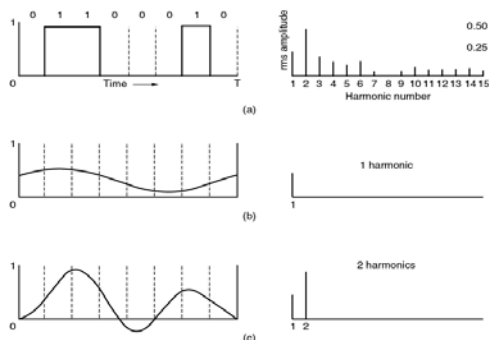 0 1 1 0 0 0 1 0
1
0
Time
T
(a)
rms amplitude
0.50
0.25
1 2 3 4 5 6 7 8 9 10 11 12 13 14 15
Harmonic number
1
0
(b)
1 harmonic
1
1
0
(c)
2 harmonics
1 2